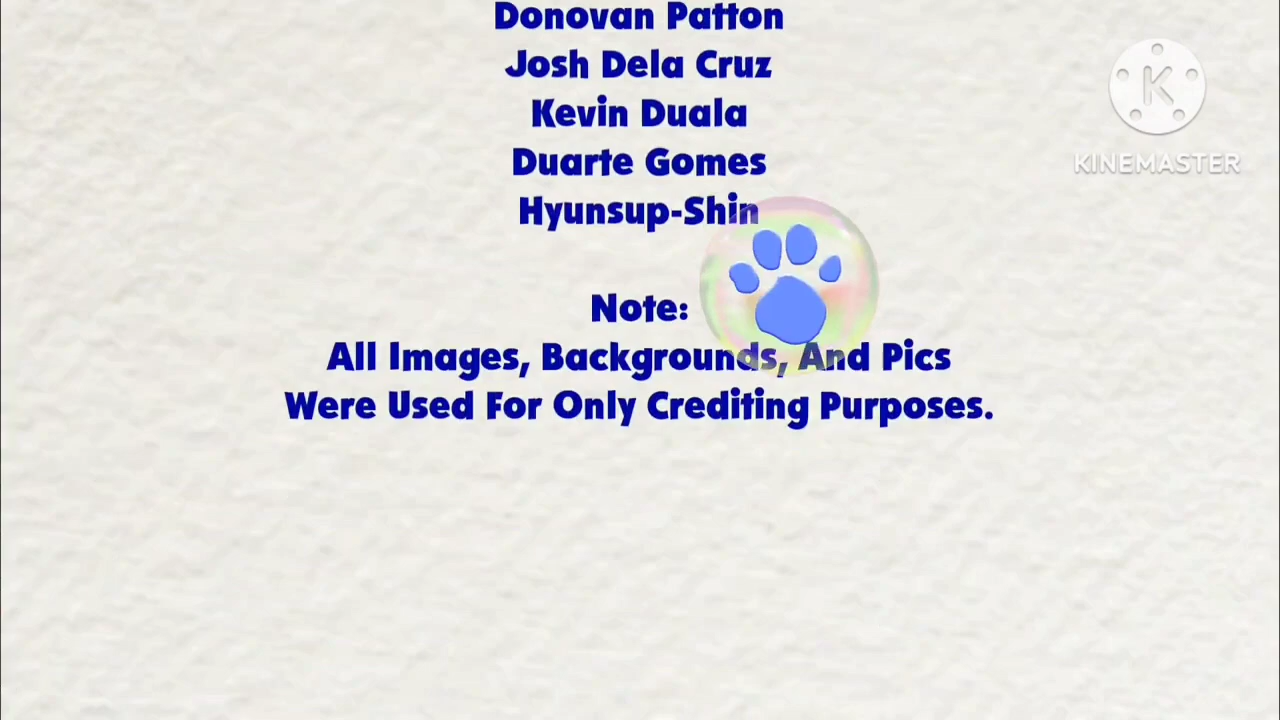 Donovan Patton
Josh Dela Cruz
Kevin Duala
Duarte Gomes
Hyunsup-Shin
Note:
All Images, Backgrounds, And Pics
Were Used For Only Crediting Purposes.
K
KINEMASTER